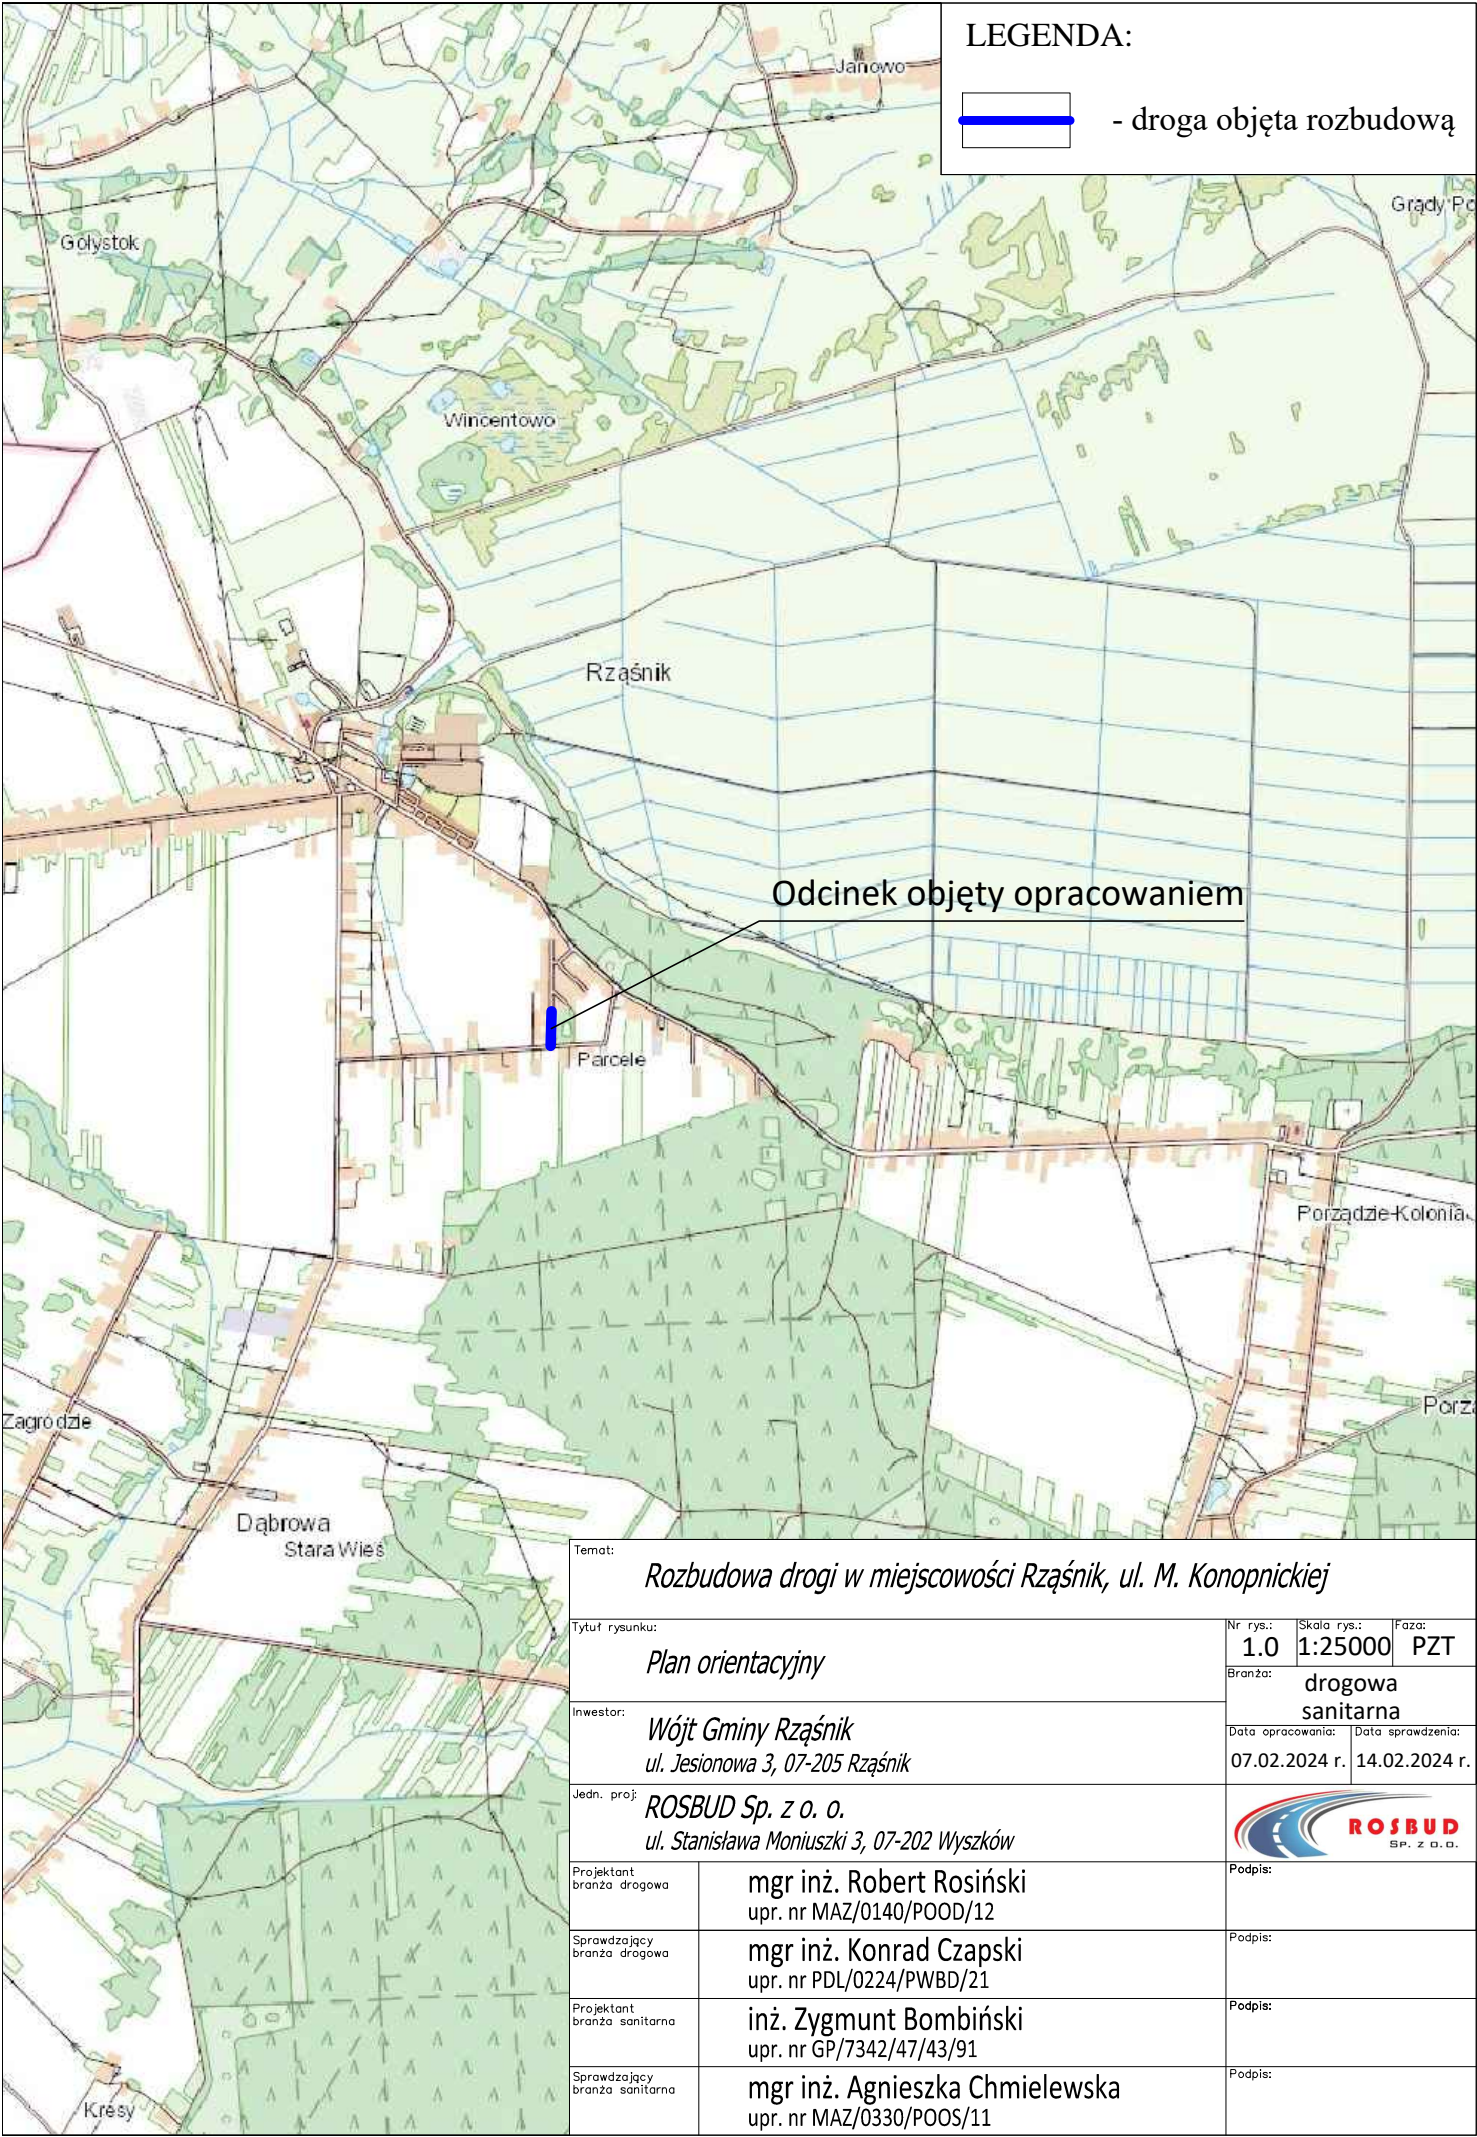 LEGENDA:
- droga objęta rozbudową
Janowo
Gołystok
Wincentowo
Rząśnik
Odcinek objęty opracowaniem
Parcele
Porządzie-Kolonia
Zagrodzie
Dąbrowa
Stara Wieś
Kresy
Temat:
Rozbudowa drogi w miejscowości Rząśnik, ul. M. Konopnickiej
Tytuł rysunku:
Plan orientacyjny
Nr rys.: Skala rys.: Faza:
1.0 1:25000 PZT
Branża:
drogowa
sanitarna
Inwestor:
Wójt Gminy Rząśnik
ul. Jesionowa 3, 07-205 Rząśnik
Data opracowania: Data sprawdzenia:
07.02.2024 r. 14.02.2024 r.
Jedn. proj:
ROSBUD Sp. z o. o.
ul. Stanisława Moniuszki 3, 07-202 Wyszków
ROSBUD
SP. Z O.O.
Projektant
branża drogowa
mgr inż. Robert Rosiński
upr. nr MAZ/0140/POOD/12
Podpis:
Sprawdzający
branża drogowa
mgr inż. Konrad Czapski
upr. nr PDL/0224/PWBD/21
Podpis:
Projektant
branża sanitarna
inż. Zygmunt Bombiński
upr. nr GP/7342/47/43/91
Podpis:
Sprawdzający
branża sanitarna
mgr inż. Agnieszka Chmielewska
upr. nr MAZ/0330/POOS/11
Podpis: